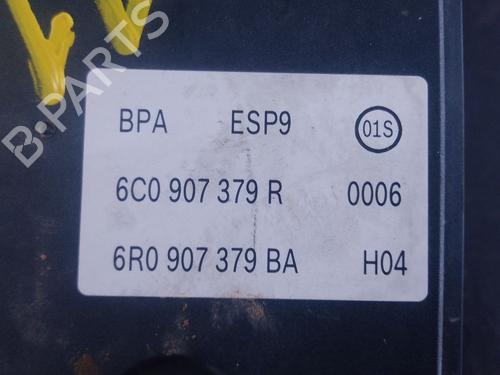 BPA ESP9 01S
6C0 907 379 R 0006
6R0 907 379 BA H04
B-PARTS